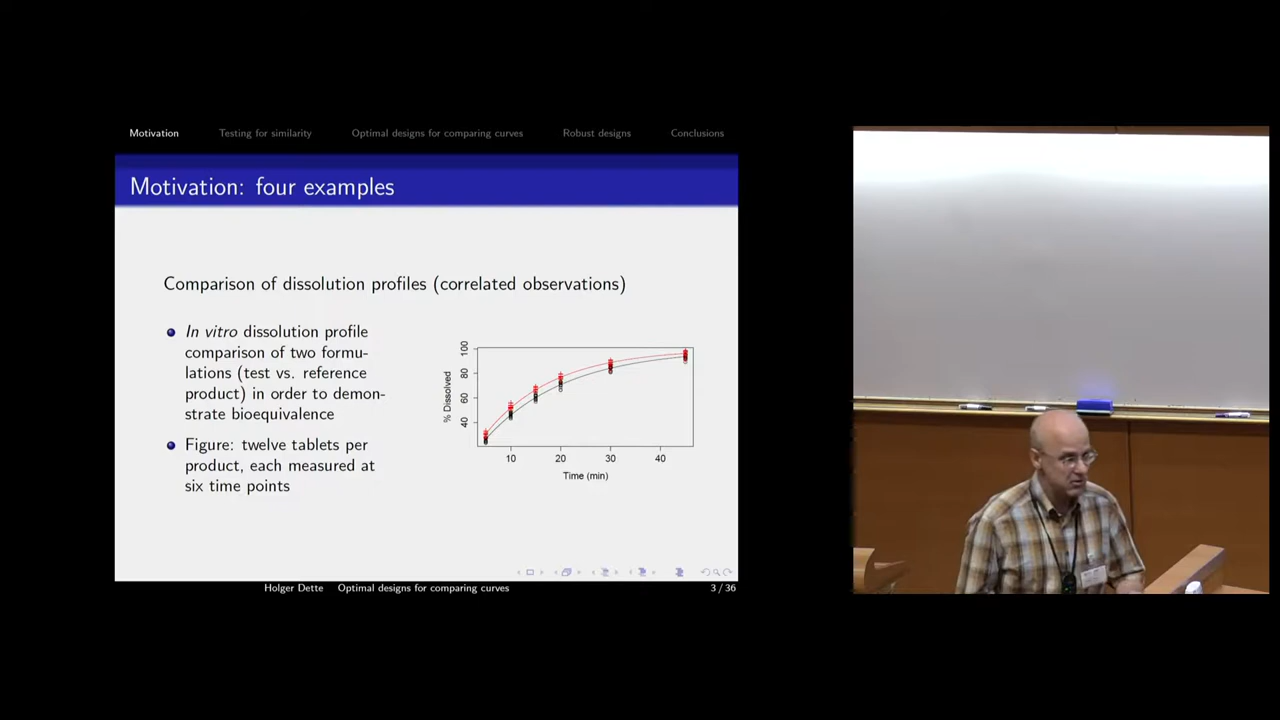 Motivation Testing for similarity Optimal designs for comparing curves Robust designs Conclusions
Motivation: four examples
Comparison of dissolution profiles (correlated observations)
In vitro dissolution profile
comparison of two formu-
lations (test vs. reference
product) in order to demon-
strate bioequivalence
Figure: twelve tablets per
product, each measured at
six time points
% Dissolved
100
80
60
40
10 20 30 40
Time (min)
Holger Dette Optimal designs for comparing curves 3 / 36